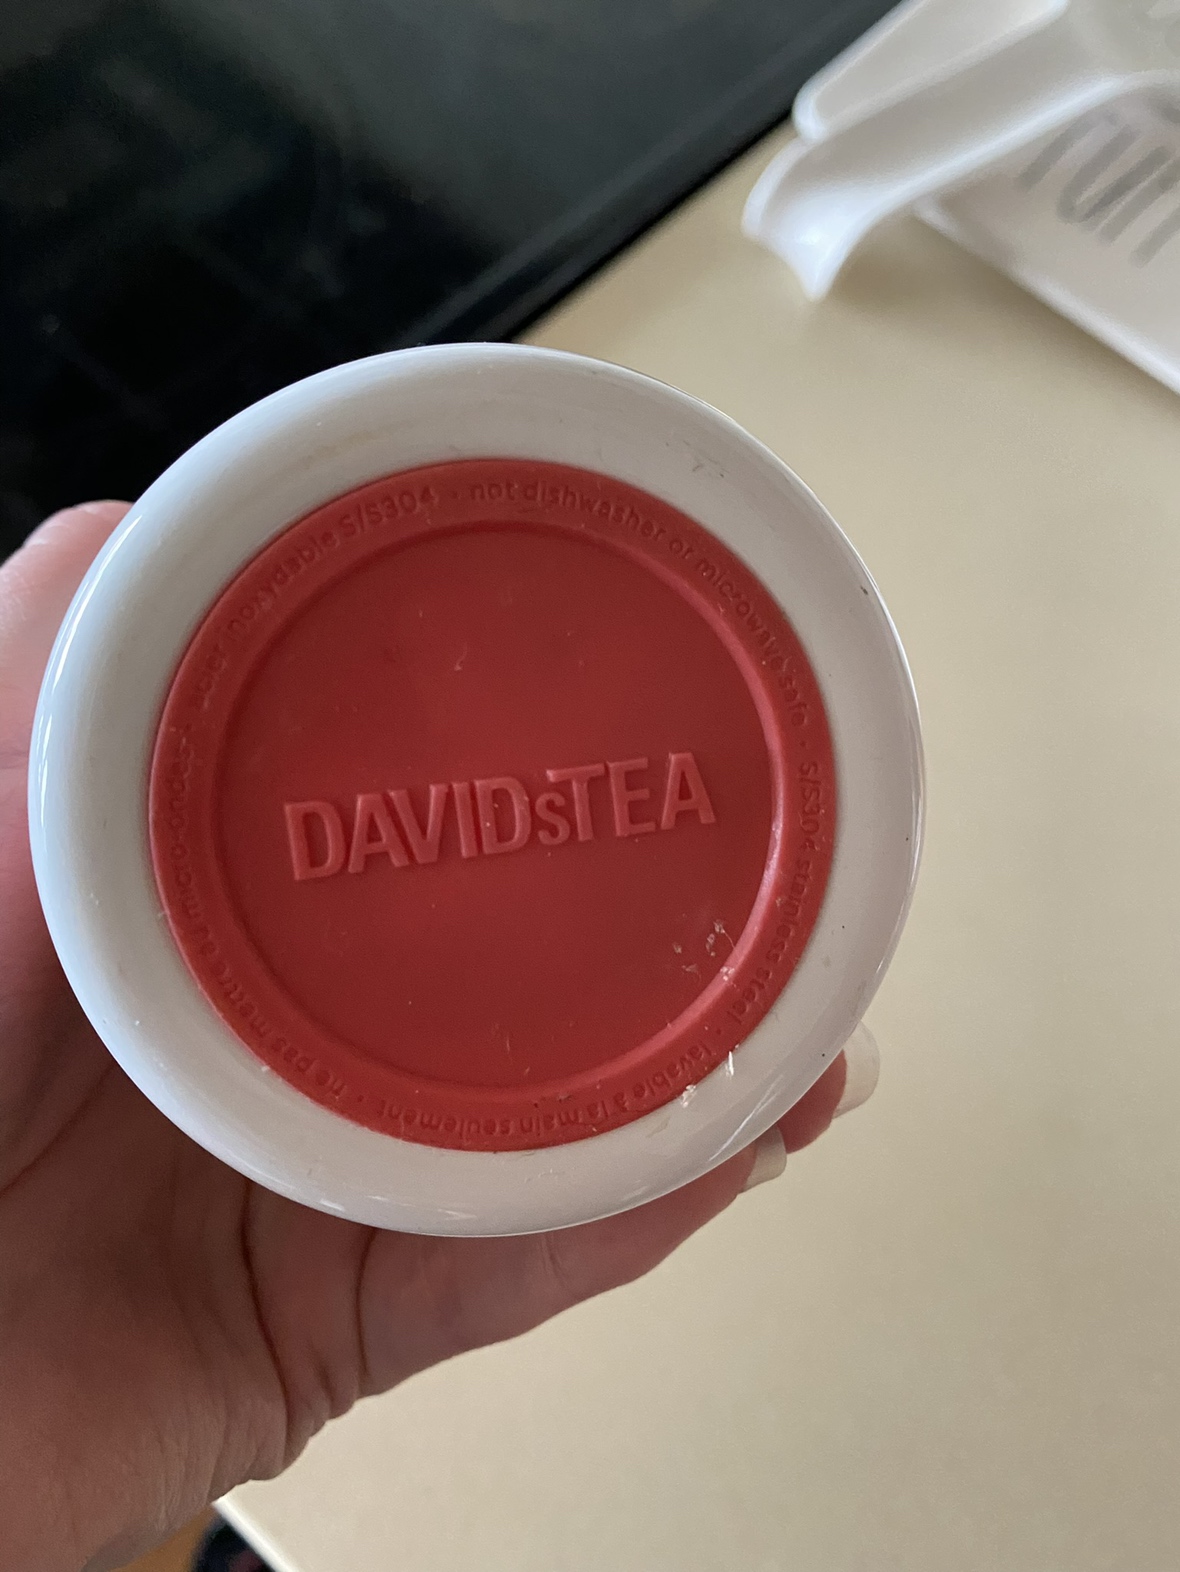 DAVIDsTEA
not dishwasher or microwave safe · S/S304 stainless steel · lavable à la main seulement · ne pas mettre au micro-ondes · acier inoxydable S/S304 ·